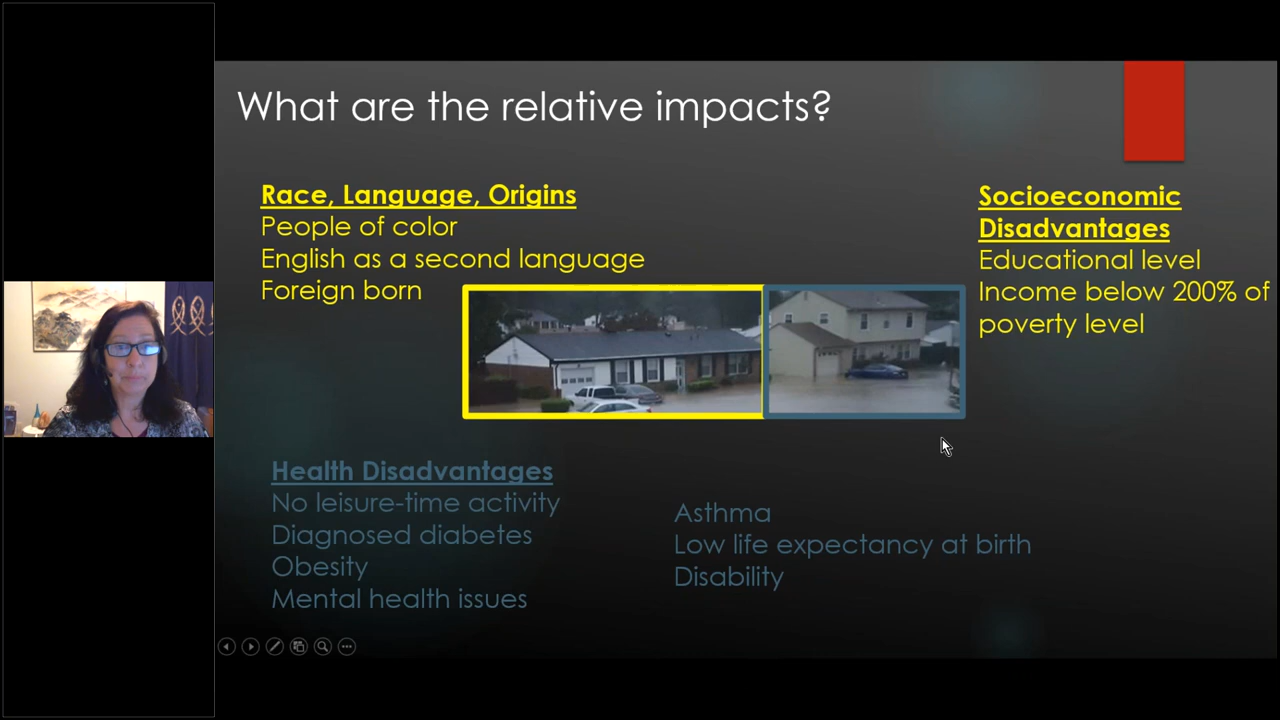 What are the relative impacts?
Race, Language, Origins
People of color
English as a second language
Foreign born
Socioeconomic
Disadvantages
Educational level
Income below 200% of
poverty level
Health Disadvantages
No leisure-time activity
Diagnosed diabetes
Obesity
Mental health issues
Asthma
Low life expectancy at birth
Disability